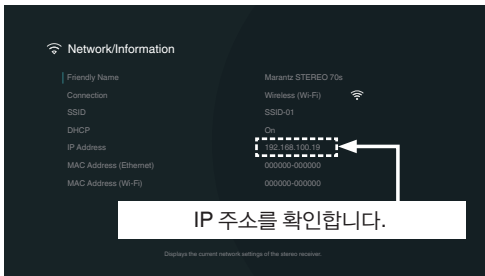 Network/Information
Friendly Name Marantz STEREO 70s
Connection Wireless (Wi-Fi)
SSID SSID-01
DHCP On
IP Address 192.168.100.19
MAC Address (Ethernet) 000000-000000
MAC Address (Wi-Fi) 000000-000000
IP 주소를 확인합니다.
Displays the current network settings of the stereo receiver.